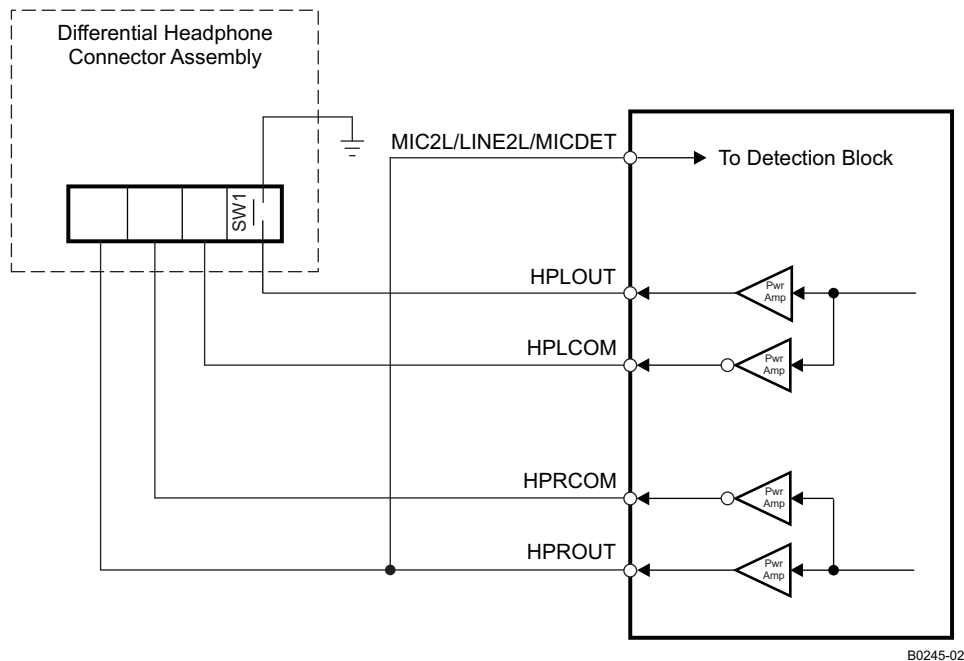 Differential Headphone
Connector Assembly
SW1
MIC2L/LINE2L/MICDET
To Detection Block
HPLOUT
Pwr
Amp
HPLCOM
Pwr
Amp
HPRCOM
Pwr
Amp
HPROUT
Pwr
Amp
B0245-02